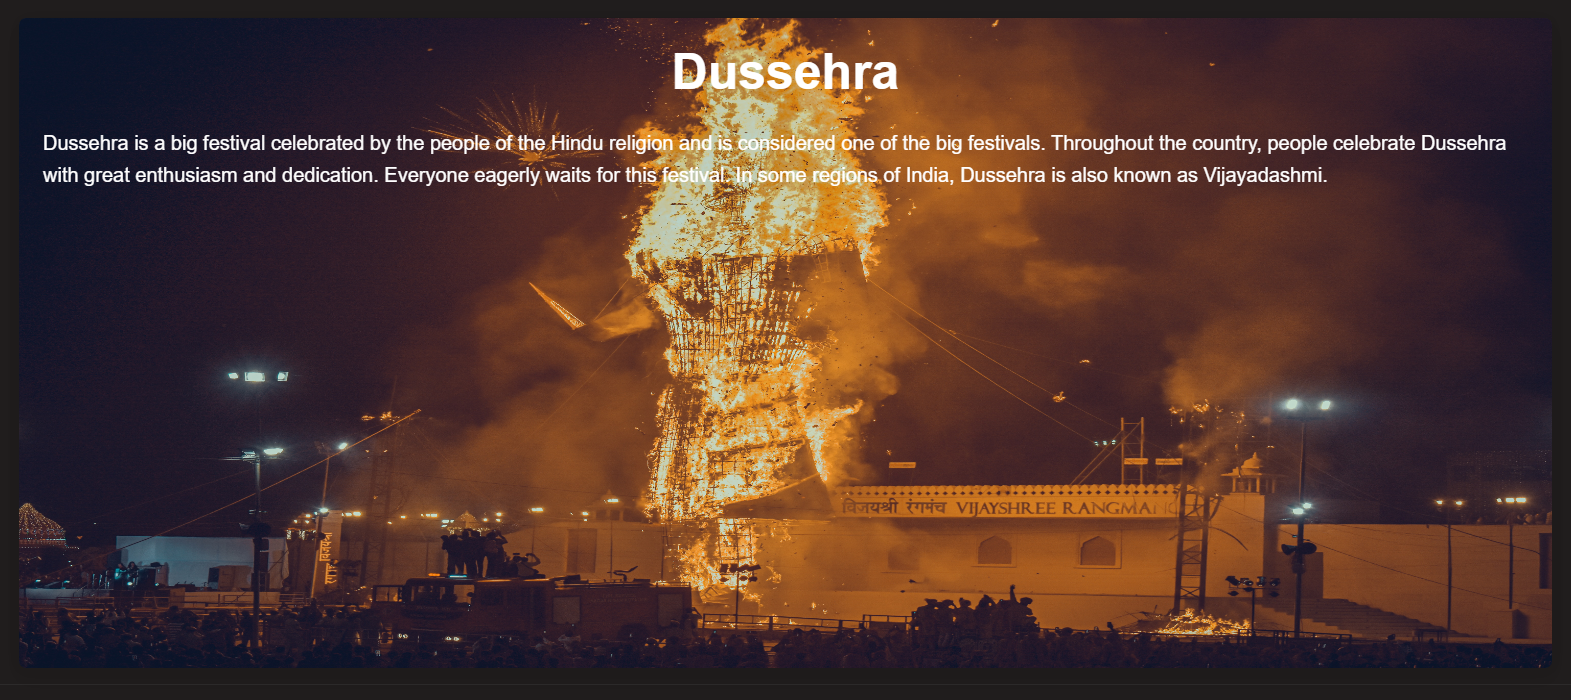 Dussehra
Dussehra is a big festival celebrated by the people of the Hindu religion and is considered one of the big festivals. Throughout the country, people celebrate Dussehra
with great enthusiasm and dedication. Everyone eagerly waits for this festival. In some regions of India, Dussehra is also known as Vijayadashmi.
विजयश्री रंगमंच VIJAYSHREE RANGMANC